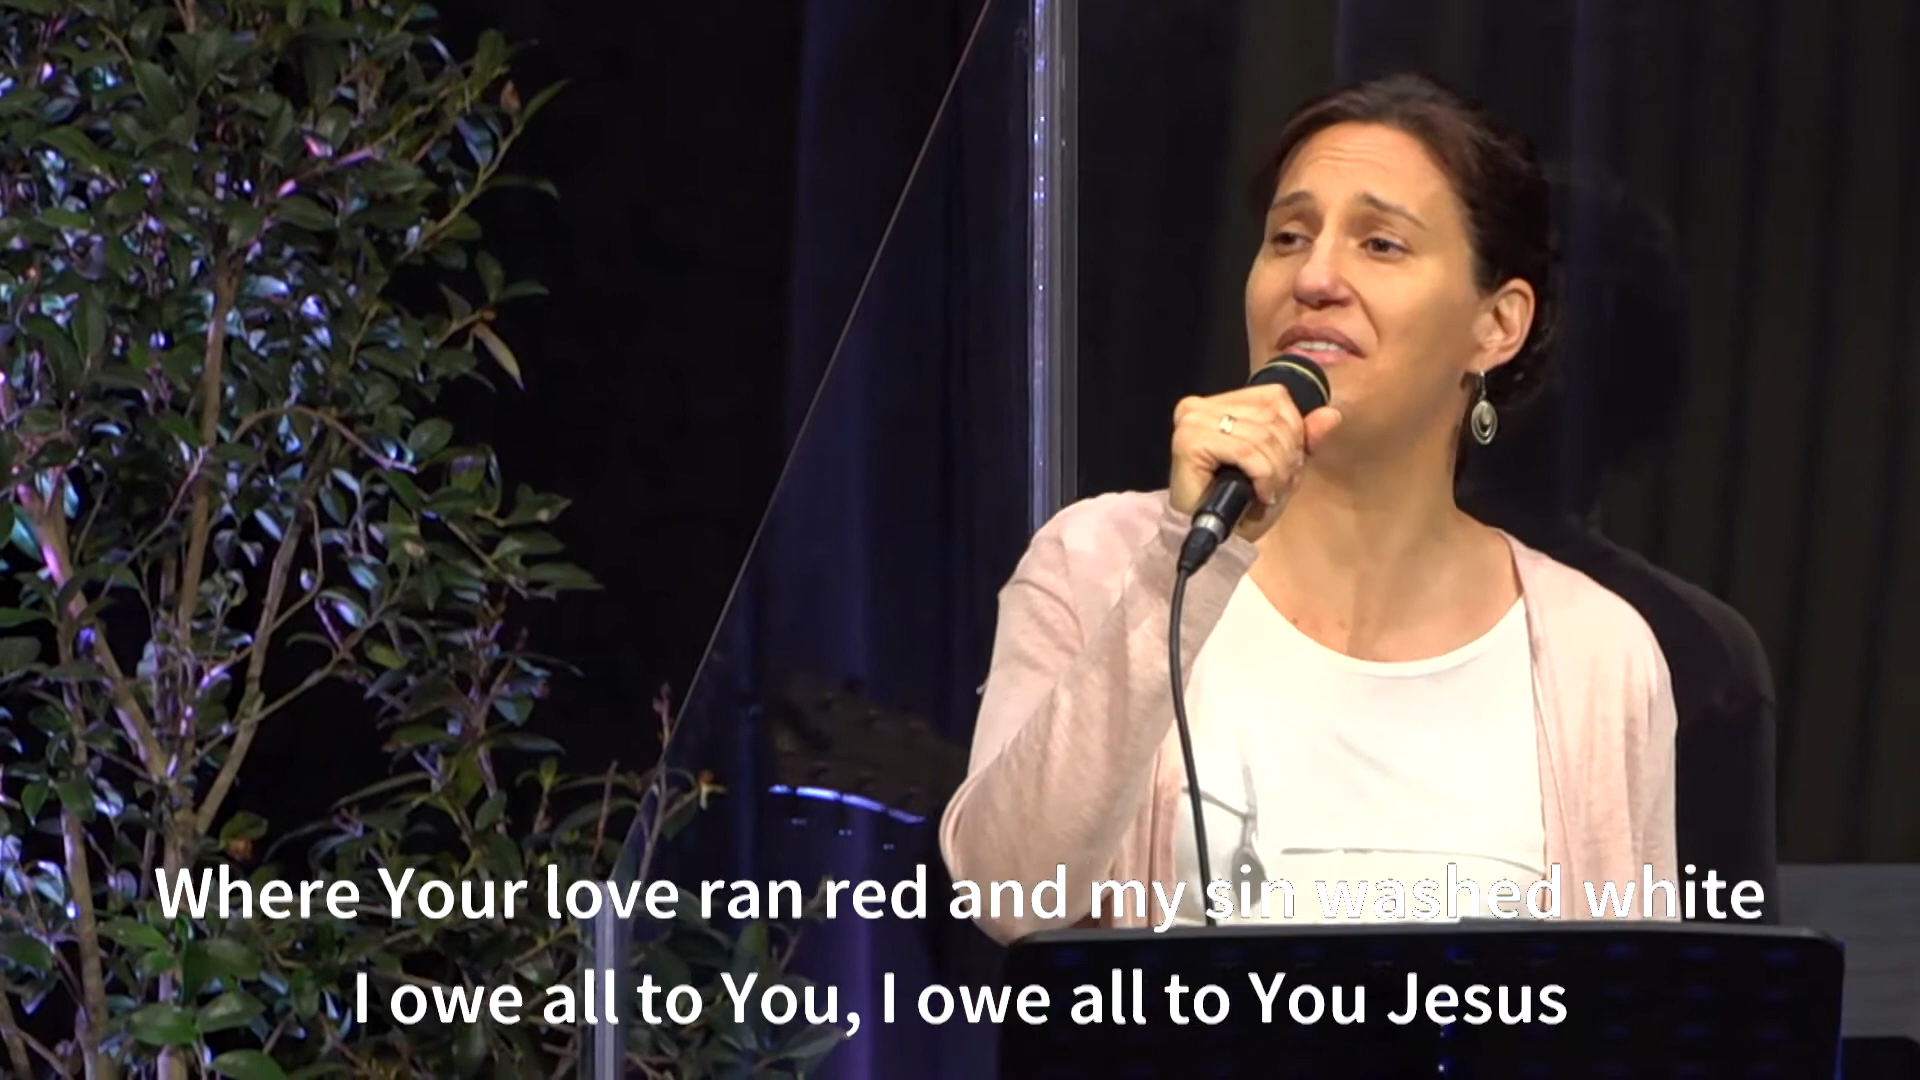 Where Your love ran red and my sin washed white
I owe all to You, I owe all to You Jesus